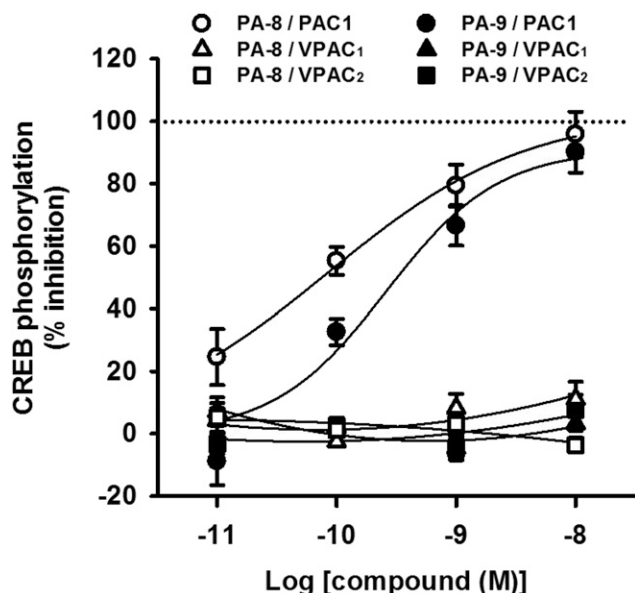 PA-8 / PAC1 PA-9 / PAC1
PA-8 / VPAC₁ PA-9 / VPAC₁
PA-8 / VPAC₂ PA-9 / VPAC₂
CREB phosphorylation
(% inhibition)
120
100
80
60
40
20
0
-20
-11 -10 -9 -8
Log [compound (M)]